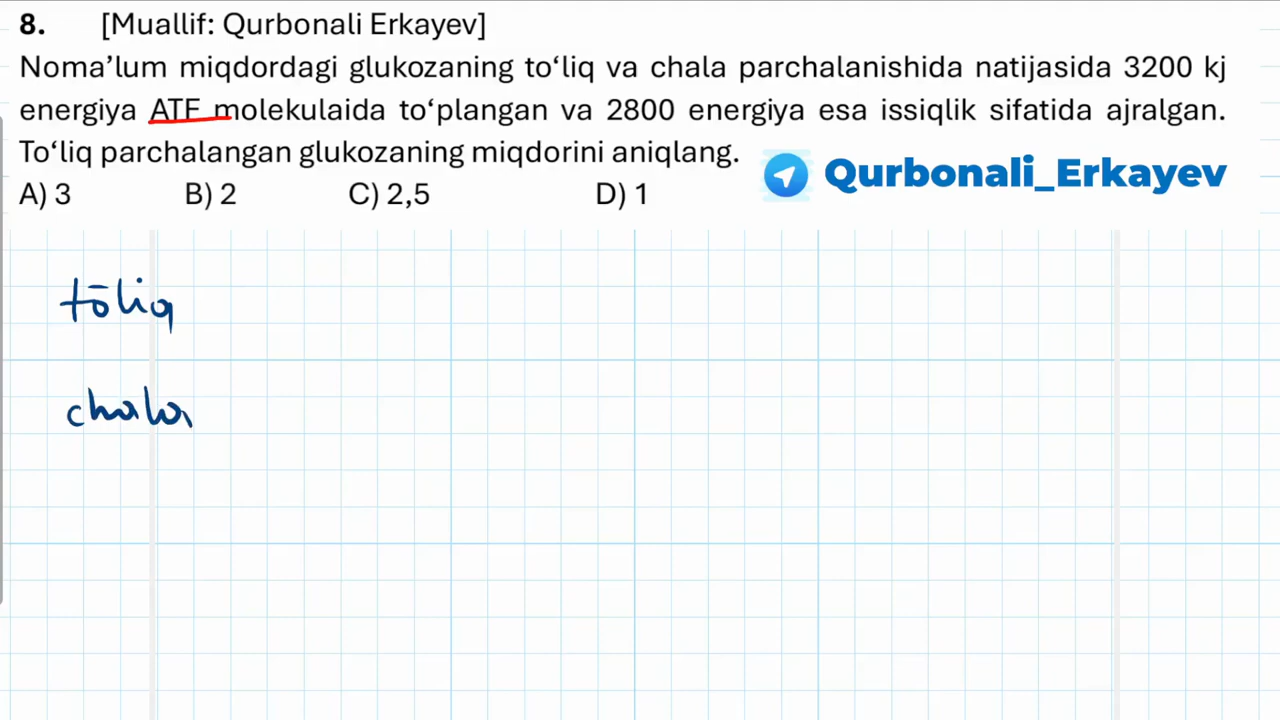 8. [Muallif: Qurbonali Erkayev]
Noma’lum miqdordagi glukozaning to‘liq va chala parchalanishida natijasida 3200 kj
energiya ATF molekulaida to‘plangan va 2800 energiya esa issiqlik sifatida ajralgan.
To‘liq parchalangan glukozaning miqdorini aniqlang.
Qurbonali_Erkayev
A) 3 B) 2 C) 2,5 D) 1
tōliq
chala